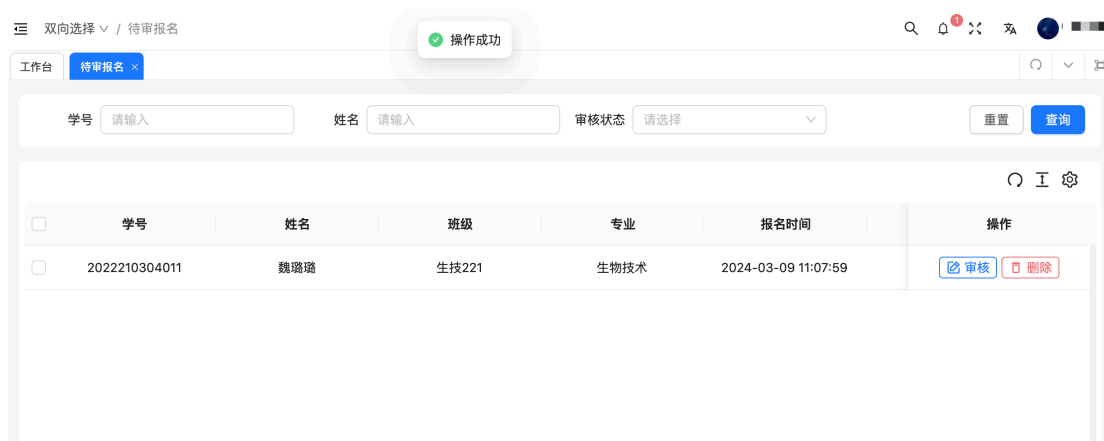 双向选择 / 待审报名
操作成功
1
工作台 待审报名 ×
学号 请输入 姓名 请输入 审核状态 请选择 重置 查询
学号 姓名 班级 专业 报名时间 操作
2022210304011 魏璐璐 生技221 生物技术 2024-03-09 11:07:59 审核 删除